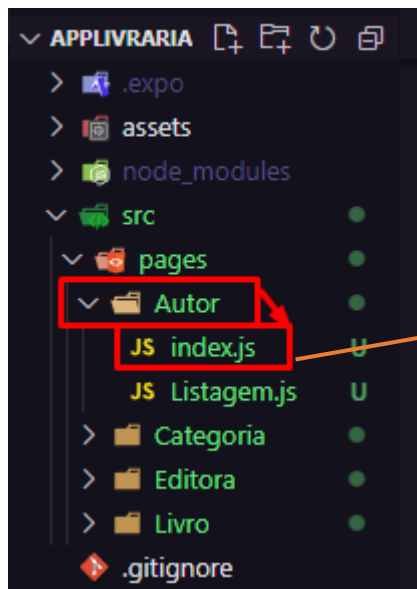 APPLIVRARIA
.expo
assets
node_modules
src
pages
Autor
JS index.js U
JS Listagem.js U
Categoria
Editora
Livro
.gitignore